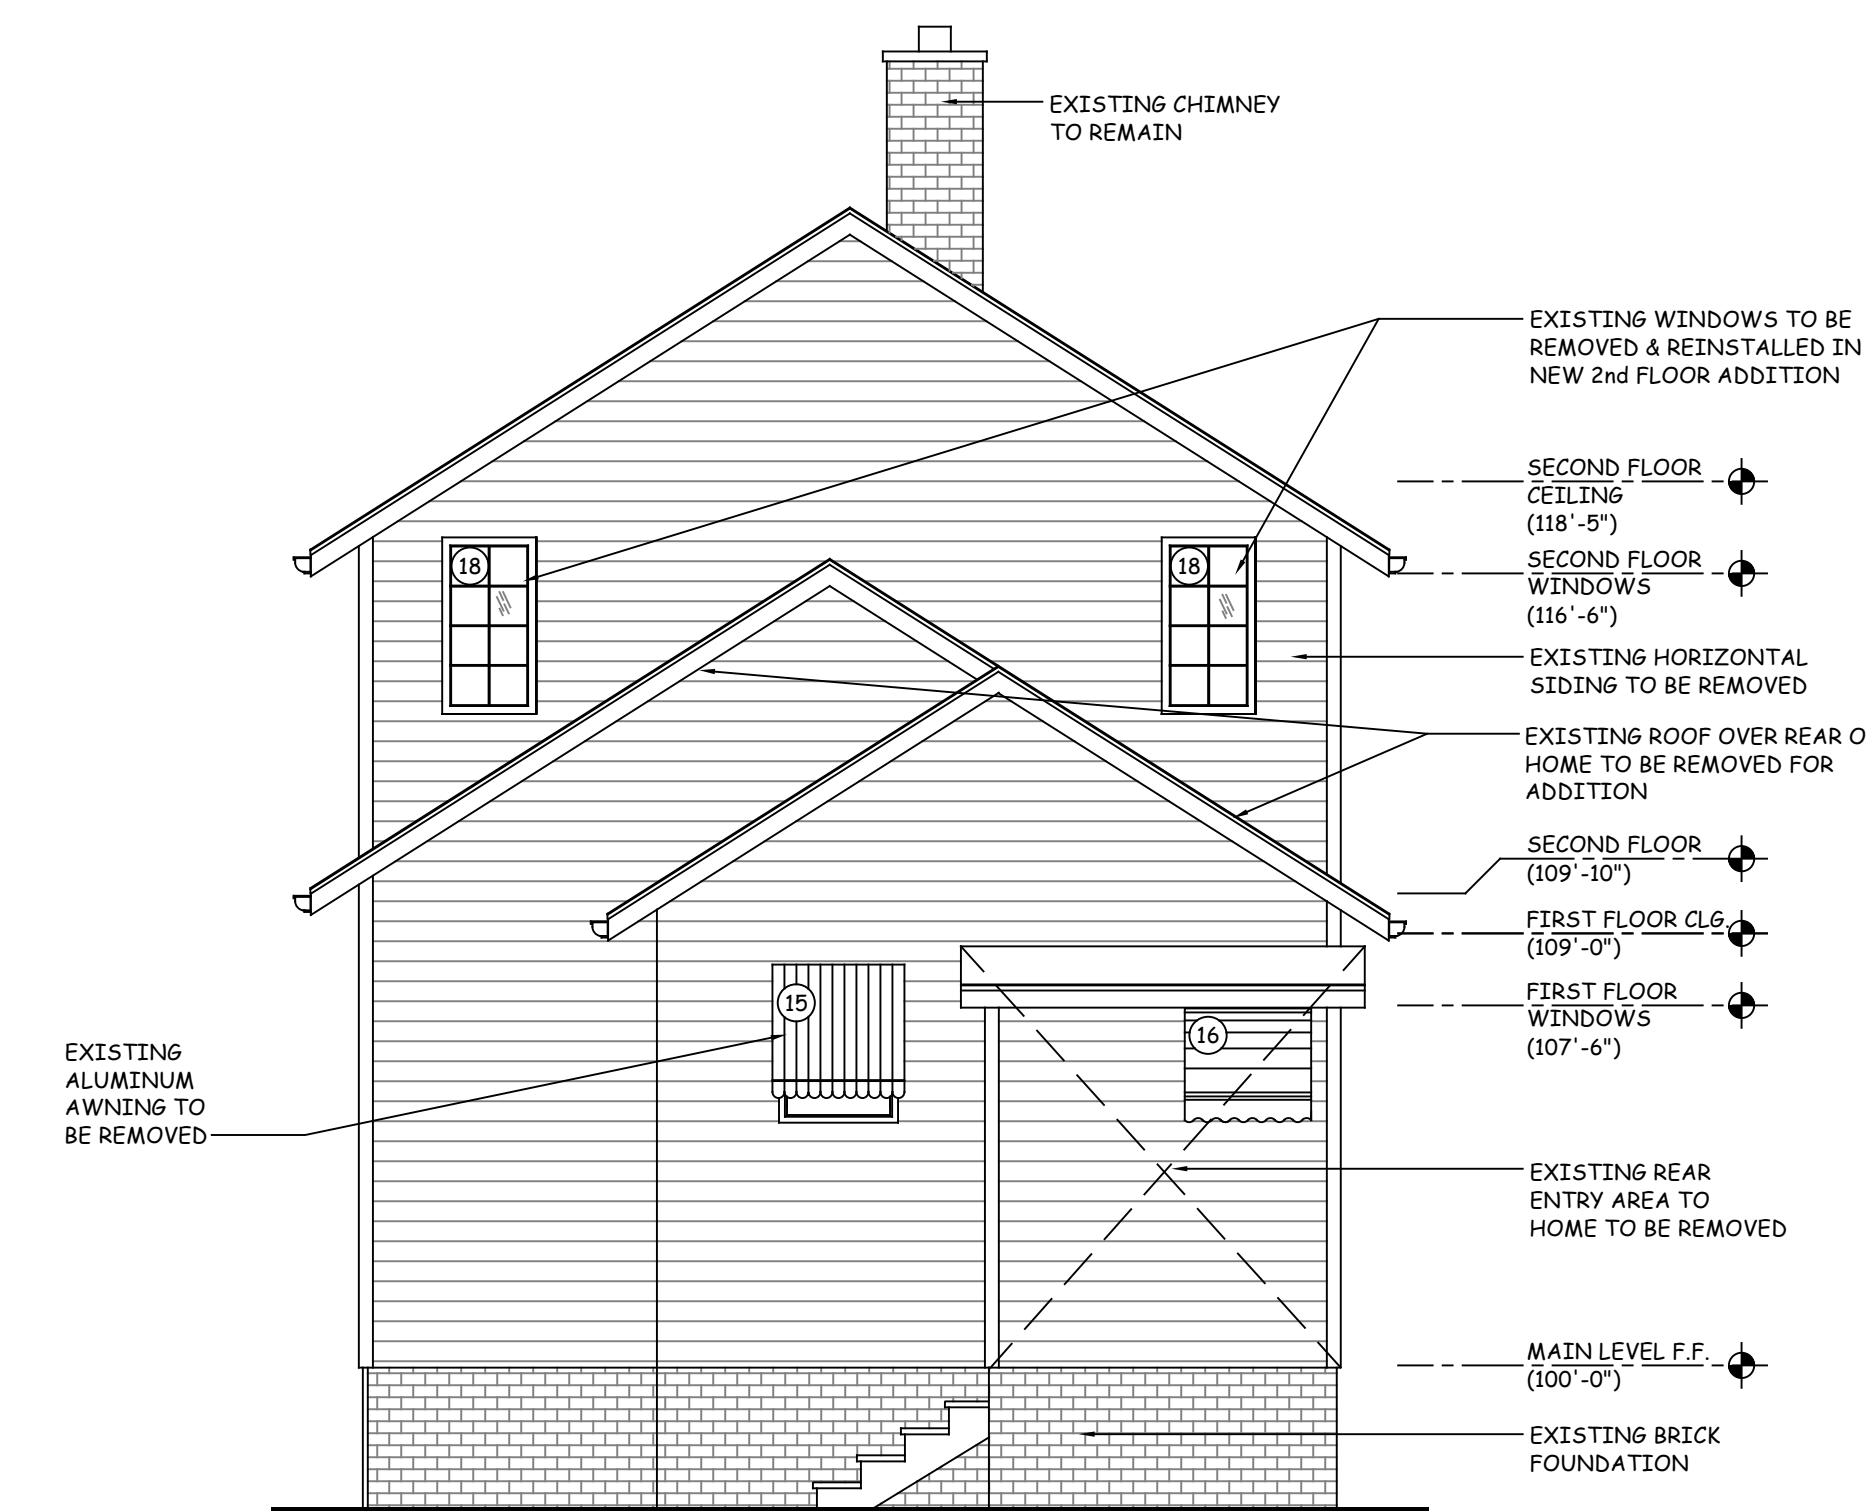 EXISTING CHIMNEY
TO REMAIN
EXISTING WINDOWS TO BE
REMOVED & REINSTALLED IN
NEW 2nd FLOOR ADDITION
SECOND FLOOR
CEILING
(118'-5")
18
18
SECOND FLOOR
WINDOWS
(116'-6")
EXISTING HORIZONTAL
SIDING TO BE REMOVED
EXISTING ROOF OVER REAR O
HOME TO BE REMOVED FOR
ADDITION
SECOND FLOOR
(109'-10")
FIRST FLOOR CLG.
(109'-0")
15
16
FIRST FLOOR
WINDOWS
(107'-6")
EXISTING
ALUMINUM
AWNING TO
BE REMOVED
EXISTING REAR
ENTRY AREA TO
HOME TO BE REMOVED
MAIN LEVEL F.F.
(100'-0")
EXISTING BRICK
FOUNDATION